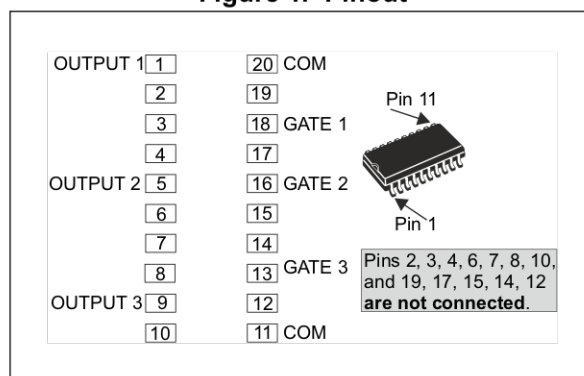 Figure 1. Pinout
OUTPUT 1 1 20 COM
2 19
3 18 GATE 1
4 17
OUTPUT 2 5 16 GATE 2
6 15
7 14
8 13 GATE 3
OUTPUT 3 9 12
10 11 COM
Pin 11
Pin 1
Pins 2, 3, 4, 6, 7, 8, 10,
and 19, 17, 15, 14, 12
are not connected.